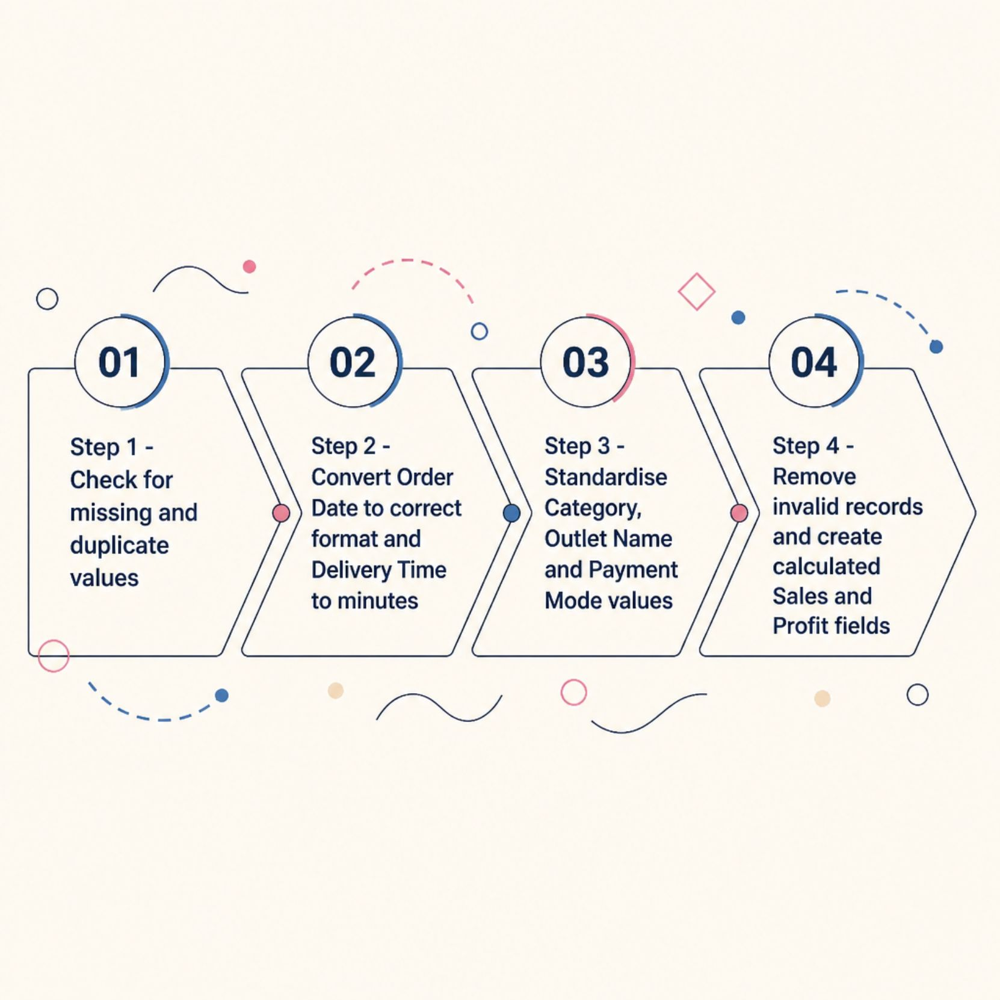 01
Step 1 -
Check for
missing and
duplicate
values
02
Step 2 -
Convert Order
Date to correct
format and
Delivery Time
to minutes
03
Step 3 -
Standardise
Category,
Outlet Name
and Payment
Mode values
04
Step 4 -
Remove
invalid records
and create
calculated
Sales and
Profit fields